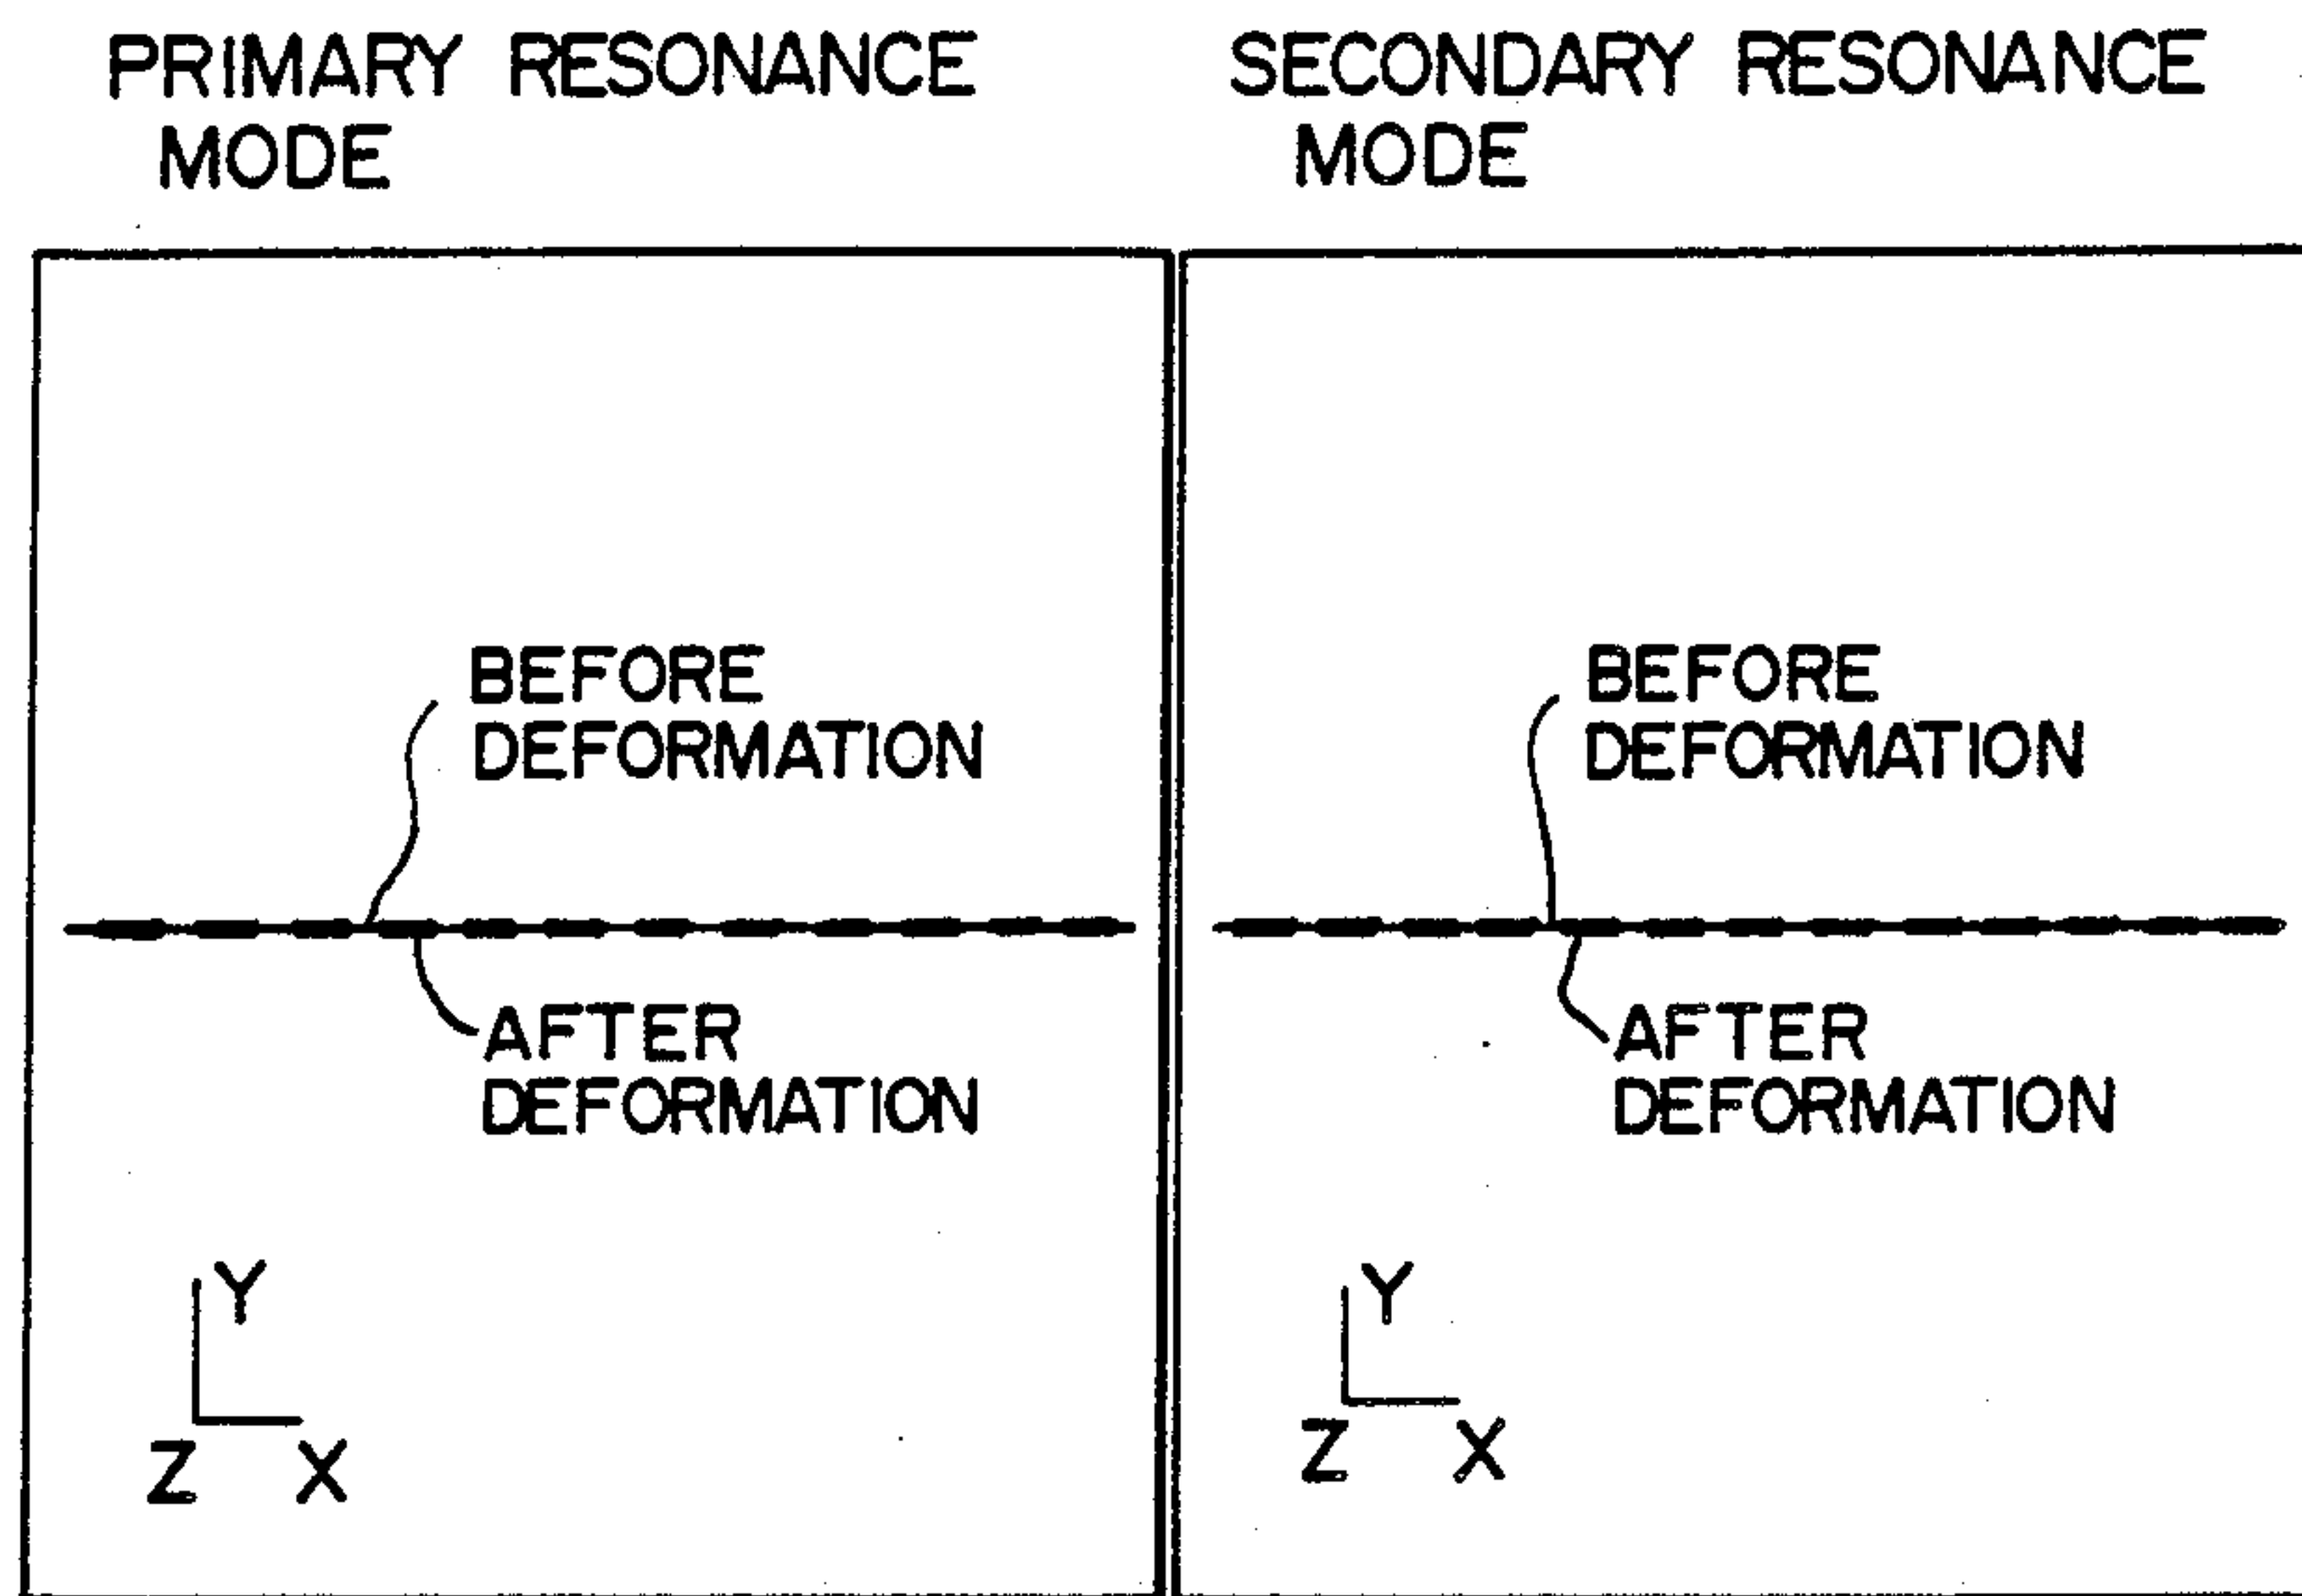 PRIMARY RESONANCE
MODE
BEFORE
DEFORMATION
AFTER
DEFORMATION
Y
Z X
SECONDARY RESONANCE
MODE
BEFORE
DEFORMATION
AFTER
DEFORMATION
Y
Z X